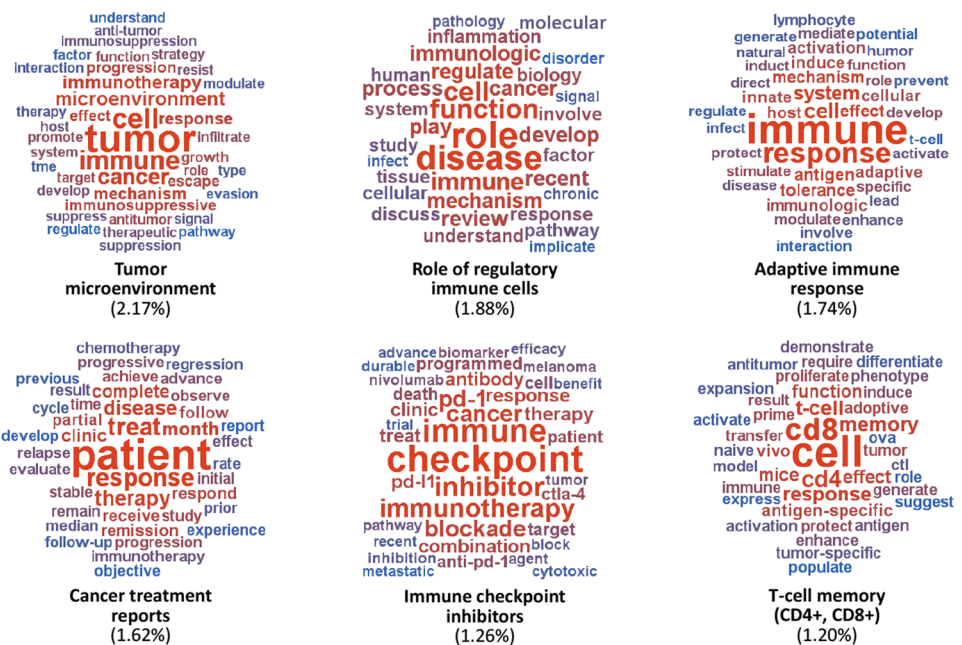 understand
anti-tumor
immunosuppression
factor function strategy
interaction progression resist
immunotherapy modulate
microenvironment
therapy effect cell response
host
promote tumor infiltrate
system immune growth
tme role type
target cancer escape
develop mechanism evasion
immunosuppressive
suppress antitumor signal
regulate therapeutic pathway
suppression
Tumor
microenvironment
(2.17%)
pathology molecular
inflammation
immunologic disorder
human regulate biology
process cell cancer signal
system function involve
play role develop
study
infect disease factor
tissue immune recent
cellular mechanism chronic
discuss review response
understand pathway
implicate
Role of regulatory
immune cells
(1.88%)
lymphocyte
generate mediate potential
natural activation humor
induct induce function
direct mechanism role prevent
innate system cellular
regulate host cell effect develop
infect immune t-cell
protect response activate
stimulate antigen adaptive
disease tolerance specific
immunologic lead
modulate enhance
involve
interaction
Adaptive immune
response
(1.74%)
chemotherapy
progressive regression
previous achieve advance
result complete observe
cycle time disease follow
partial treat month report
develop clinic effect
relapse patient rate
evaluate response initial
stable therapy respond
remain receive study prior
median remission experience
follow-up progression
immunotherapy
objective
Cancer treatment
reports
(1.62%)
advance biomarker efficacy
durable programmed melanoma
nivolumab antibody cell benefit
death pd-1 response
clinic cancer therapy
trial immune patient
treat
checkpoint
pd-l1 inhibitor tumor
ctla-4
immunotherapy
pathway blockade target
recent combination block
inhibition anti-pd-1 agent
metastatic cytotoxic
Immune checkpoint
inhibitors
(1.26%)
demonstrate
antitumor require differentiate
proliferate phenotype
expansion function induce
result t-cell adoptive
activate prime cd8 memory
transfer ova
naive vivo cell tumor
model mice cd4 effect ctl
role
immune response generate
express suggest
antigen-specific
activation protect antigen
enhance
tumor-specific
populate
T-cell memory
(CD4+, CD8+)
(1.20%)